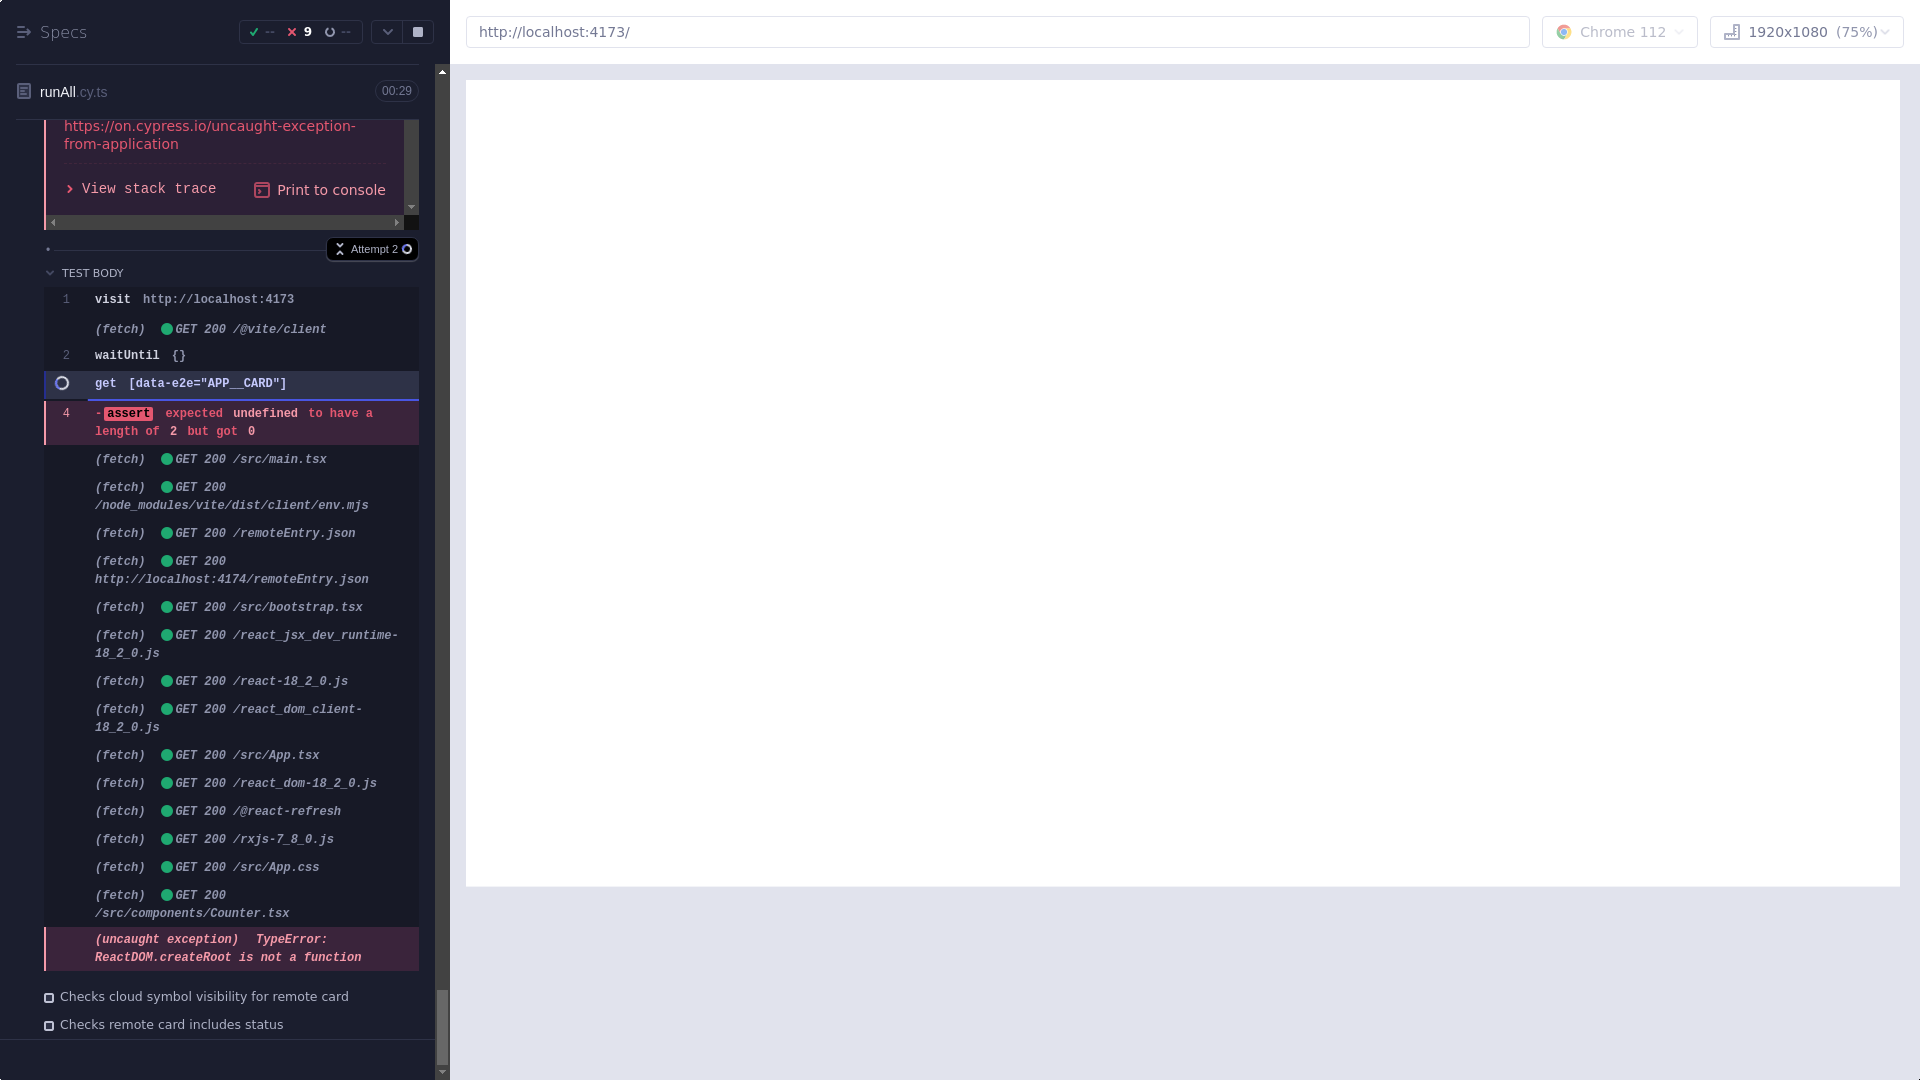 Specs
-- 9 --
http://localhost:4173/
Chrome 112
1920x1080 (75%)
runAll.cy.ts
00:29
https://on.cypress.io/uncaught-exception-
from-application
View stack trace
Print to console
Attempt 2
TEST BODY
1 visit http://localhost:4173
(fetch) GET 200 /@vite/client
2 waitUntil {}
get [data-e2e="APP__CARD"]
4 -assert expected undefined to have a
length of 2 but got 0
(fetch) GET 200 /src/main.tsx
(fetch) GET 200
/node_modules/vite/dist/client/env.mjs
(fetch) GET 200 /remoteEntry.json
(fetch) GET 200
http://localhost:4174/remoteEntry.json
(fetch) GET 200 /src/bootstrap.tsx
(fetch) GET 200 /react_jsx_dev_runtime-
18_2_0.js
(fetch) GET 200 /react-18_2_0.js
(fetch) GET 200 /react_dom_client-
18_2_0.js
(fetch) GET 200 /src/App.tsx
(fetch) GET 200 /react_dom-18_2_0.js
(fetch) GET 200 /@react-refresh
(fetch) GET 200 /rxjs-7_8_0.js
(fetch) GET 200 /src/App.css
(fetch) GET 200
/src/components/Counter.tsx
(uncaught exception) TypeError:
ReactDOM.createRoot is not a function
Checks cloud symbol visibility for remote card
Checks remote card includes status